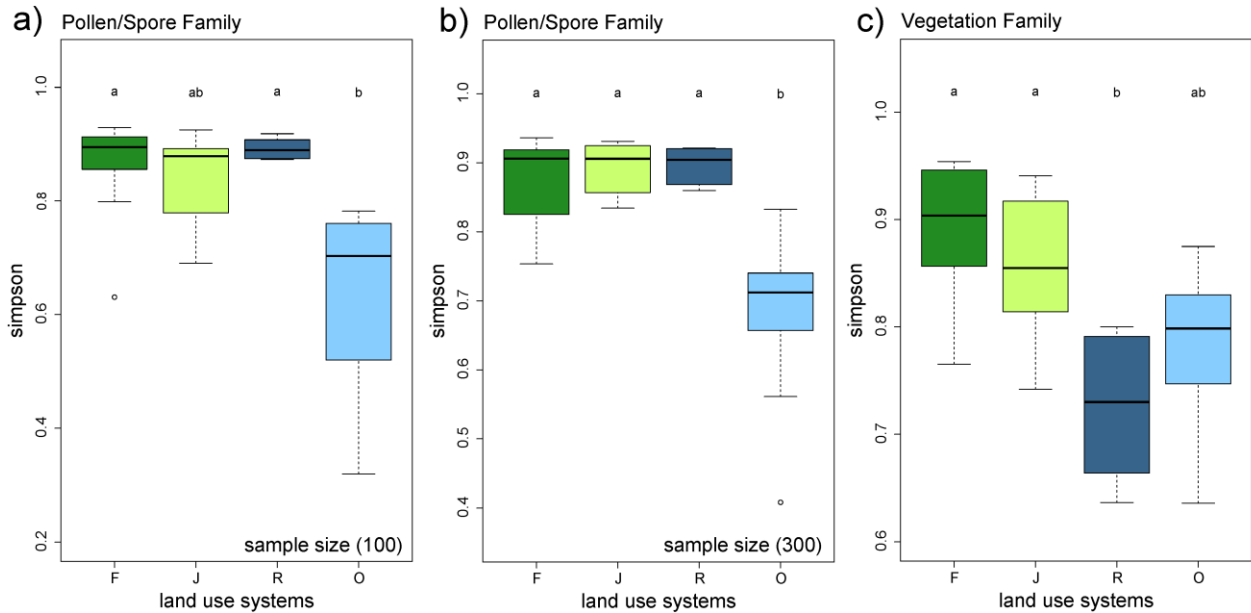 a) Pollen/Spore Family
simpson
1.0
0.8
0.6
0.4
0.2
a ab a b
sample size (100)
F J R O
land use systems
b) Pollen/Spore Family
simpson
1.0
0.9
0.8
0.7
0.6
0.5
0.4
a a a b
sample size (300)
F J R O
land use systems
c) Vegetation Family
simpson
1.0
0.9
0.8
0.7
0.6
a a b ab
F J R O
land use systems